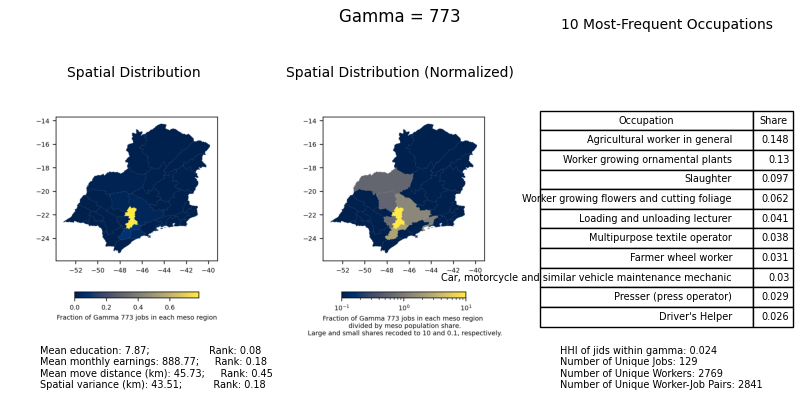 Gamma = 773
10 Most-Frequent Occupations
Spatial Distribution
Spatial Distribution (Normalized)
−14
−16
−18
−20
−22
−24
−52 −50 −48 −46 −44 −42 −40
0.0 0.2 0.4 0.6
Fraction of Gamma 773 jobs in each meso region
−14
−16
−18
−20
−22
−24
−52 −50 −48 −46 −44 −42 −40
10⁻¹ 10⁰ 10¹
Fraction of Gamma 773 jobs in each meso region
divided by meso population share.
Large and small shares recoded to 10 and 0.1, respectively.
Occupation Share
Agricultural worker in general 0.148
Worker growing ornamental plants 0.13
Slaughter 0.097
Worker growing flowers and cutting foliage 0.062
Loading and unloading lecturer 0.041
Multipurpose textile operator 0.038
Farmer wheel worker 0.031
Car, motorcycle and similar vehicle maintenance mechanic 0.03
Presser (press operator) 0.029
Driver's Helper 0.026
Mean education: 7.87; Rank: 0.08
Mean monthly earnings: 888.77; Rank: 0.18
Mean move distance (km): 45.73; Rank: 0.45
Spatial variance (km): 43.51; Rank: 0.18
HHI of jids within gamma: 0.024
Number of Unique Jobs: 129
Number of Unique Workers: 2769
Number of Unique Worker-Job Pairs: 2841